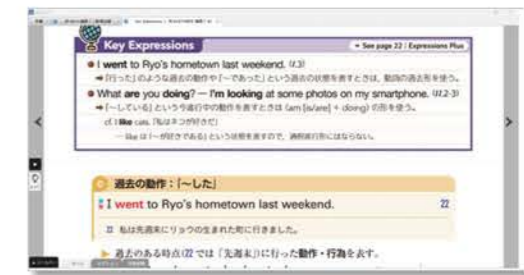 Key Expressions
See page 22 : Expressions Plus
I went to Ryo's hometown last weekend. (l.3)
➡「行った」のような過去の動作や「〜であった」という過去の状態を表すときは、動詞の過去形を使う。
What are you doing? — I'm looking at some photos on my smartphone. (ll.2-3)
➡「〜している」という今進行中の動作を表すときは〈am [is/are] + doing〉の形を使う。
cf. I like cats.「私はネコが好きだ」
— like は「〜が好きである」という状態を表すので、通例進行形にはならない。
過去の動作：「〜した」
I went to Ryo's hometown last weekend. 22
22 私は先週末にリョウの生まれた町に行きました。
▶ 過去のある時点(22 では「先週末」)に行った動作・行為を表す。